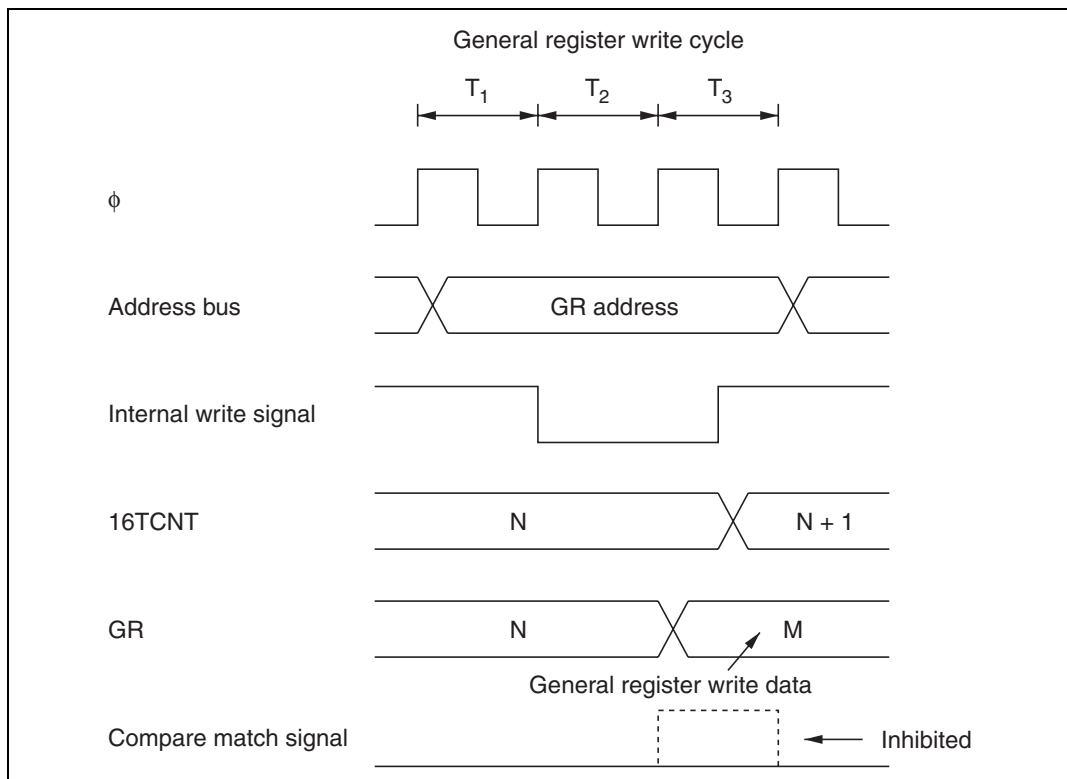 General register write cycle
T1 T2 T3
φ
Address bus GR address
Internal write signal
16TCNT N N + 1
GR N M
General register write data
Compare match signal Inhibited